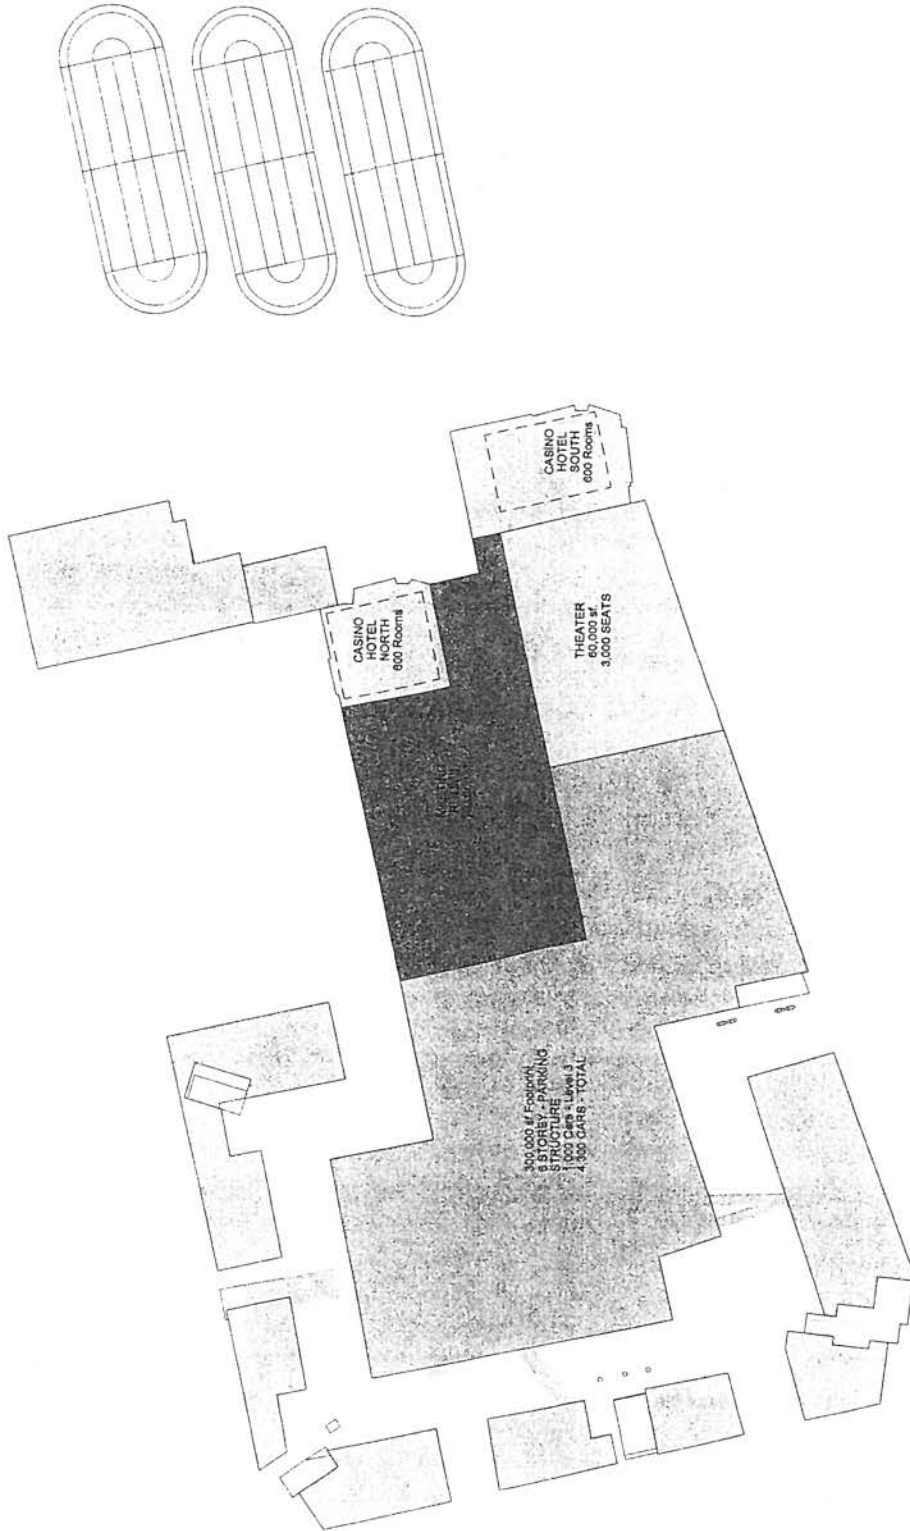 CASINO
HOTEL
SOUTH
600 Rooms
CASINO
HOTEL
NORTH
600 Rooms
THEATER
60,000 sf.
3,000 SEATS
300,000 sf Footprint
6 STOREY - PARKING
STRUCTURE
1,000 Cars - Level 3
4,300 CARS - TOTAL